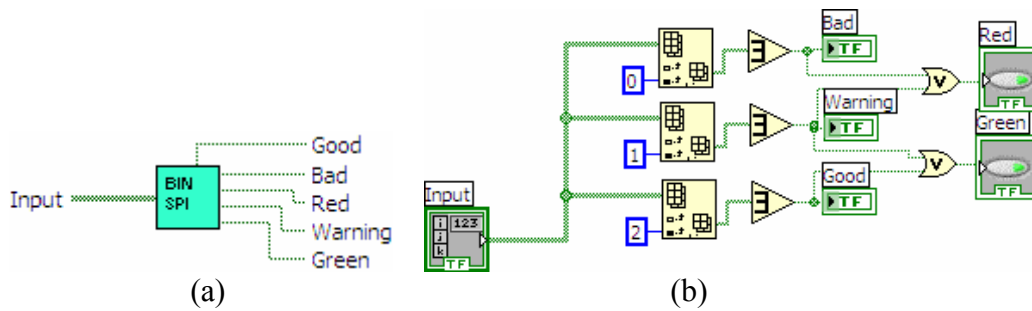 Input
BIN
SPI
Good
Bad
Red
Warning
Green
(a)
Input
i
j
k
123
TF
0
1
2
Bad
TF
Warning
TF
Good
TF
V
V
Red
TF
Green
TF
(b)